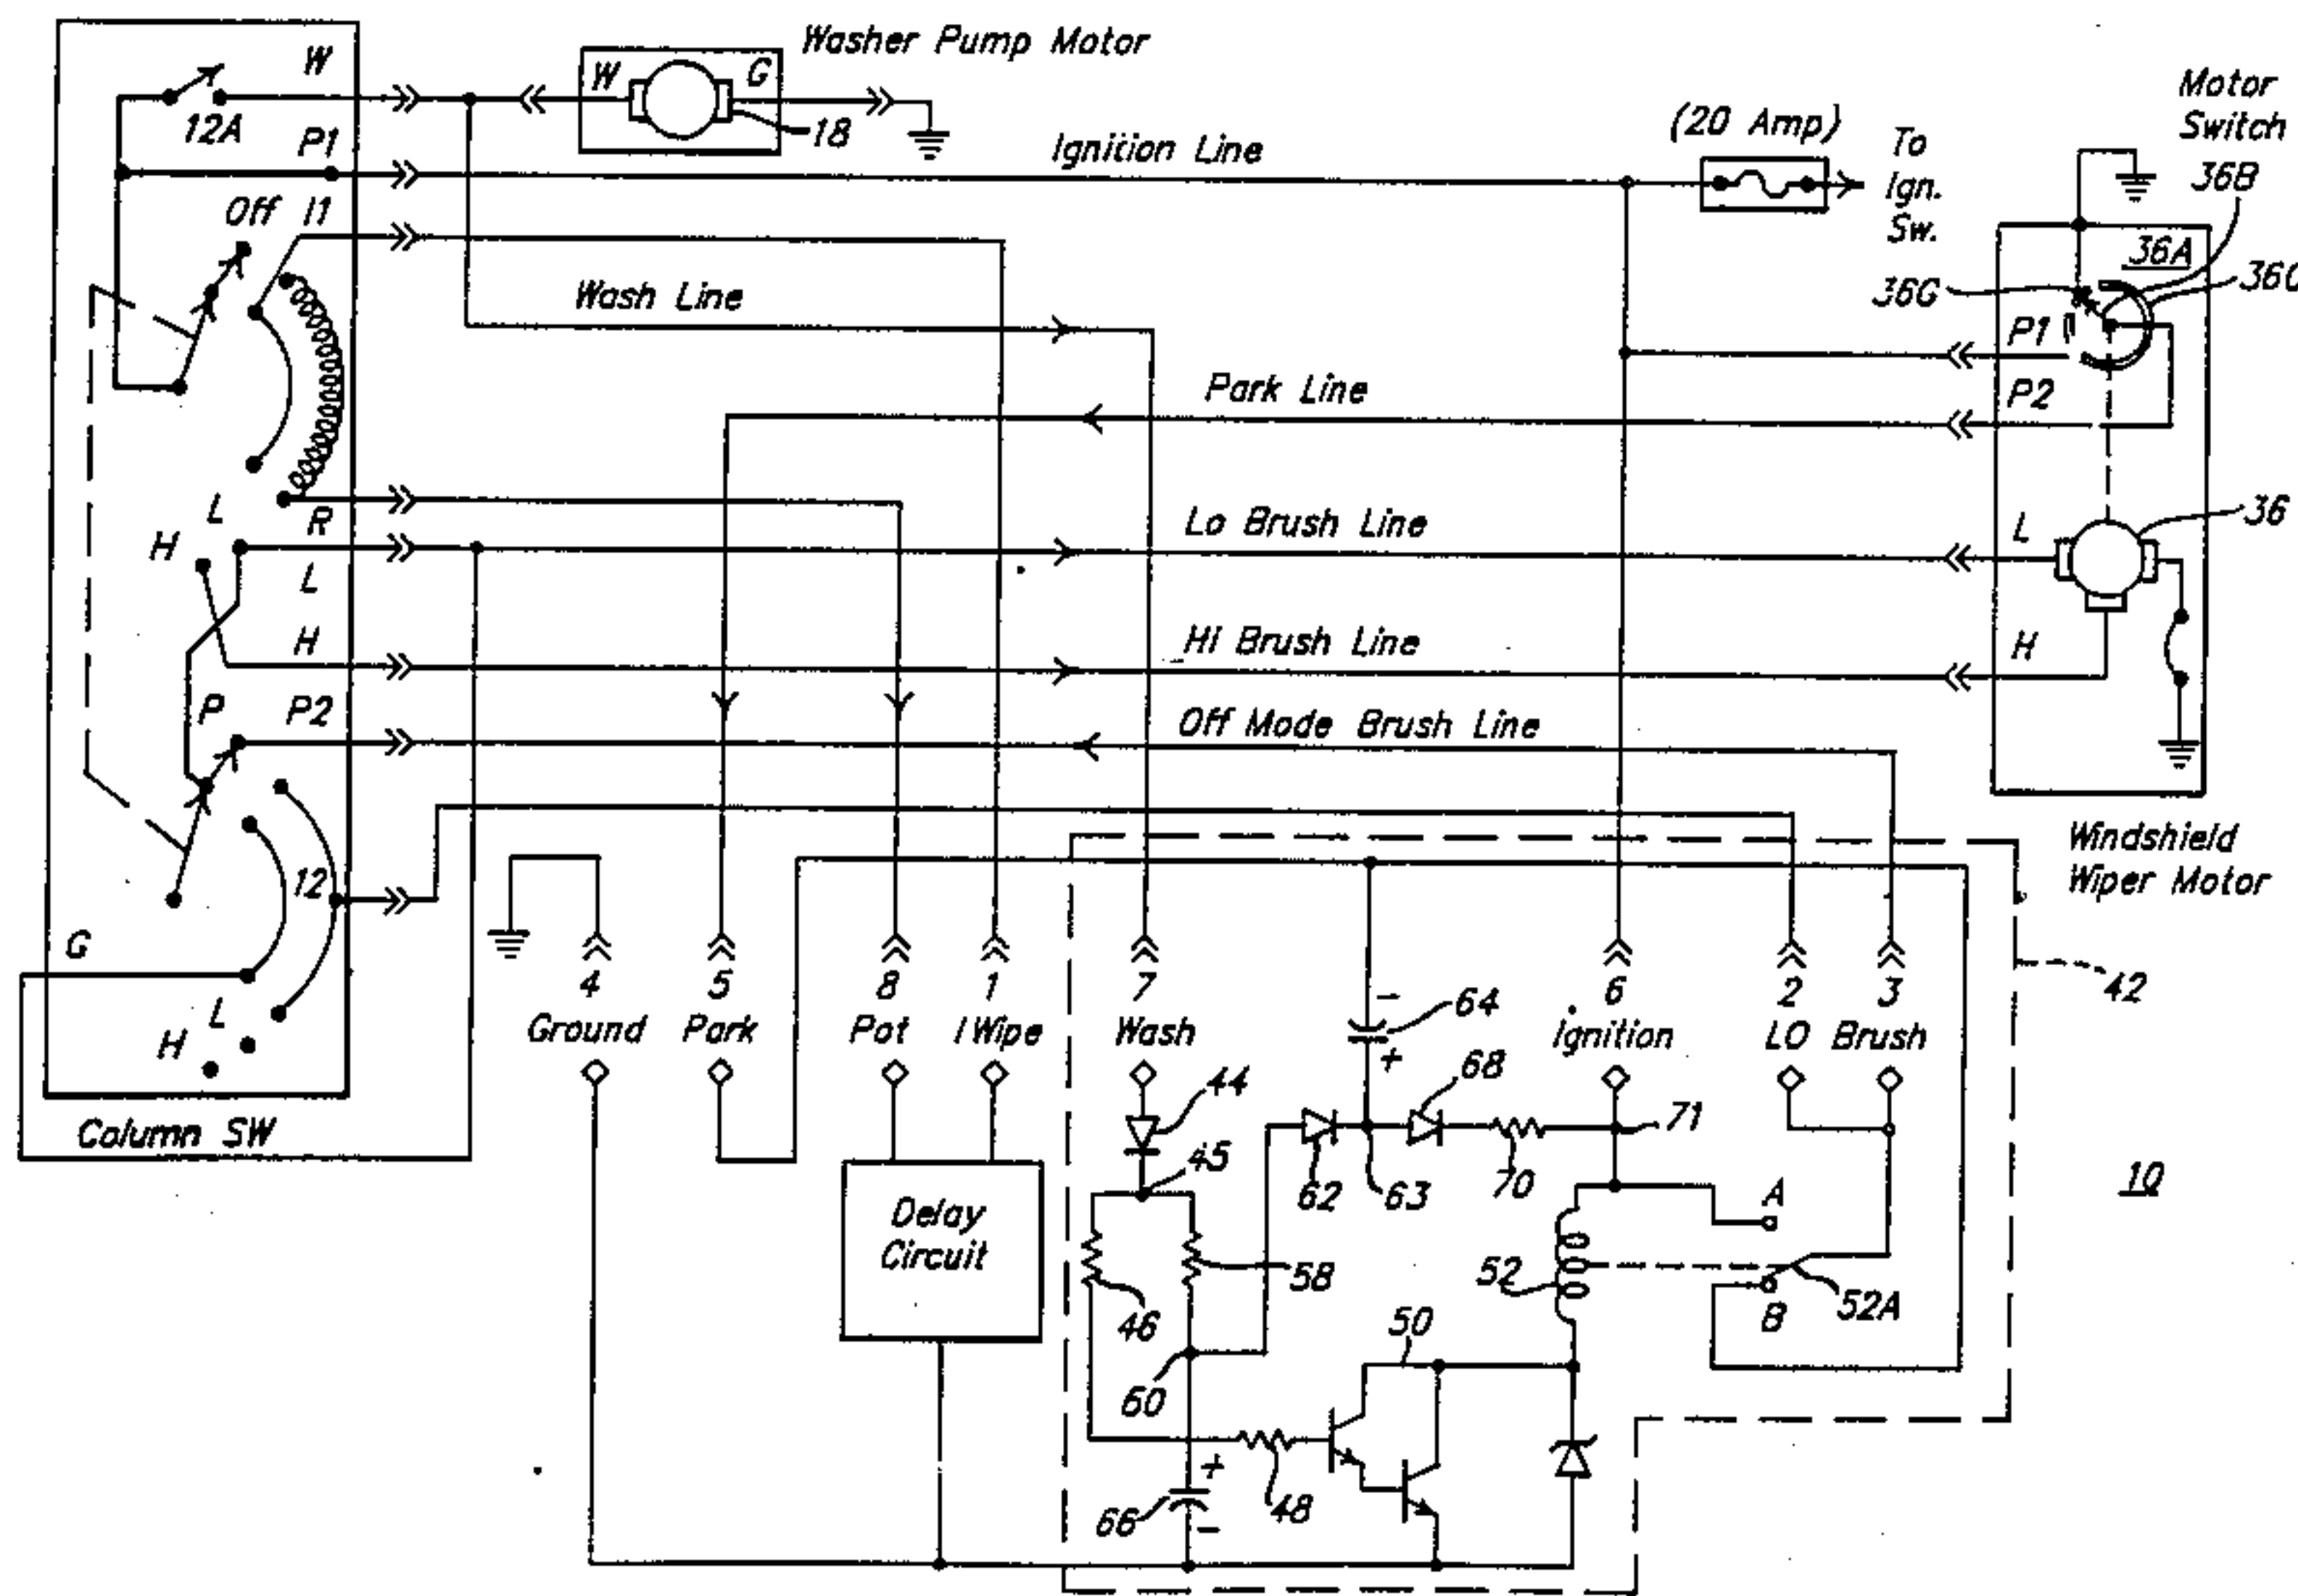 Washer Pump Motor
W
W
G
12A
18
P1
Ignition Line
(20 Amp)
To
Ign.
Sw.
Motor
Switch
36B
Off
I1
36A
36G
36C
Wash Line
P1
Park Line
P2
L
R
Lo Brush Line
L
36
H
L
H
Hi Brush Line
H
P
P2
Off Mode Brush Line
Windshield
Wiper Motor
12
G
4
5
8
1
7
6
2
3
42
L
H
Ground
Park
Pot
I Wipe
Wash
64
Ignition
LO
Brush
-
+
68
44
Column SW
71
45
62
63
70
10
Delay
Circuit
A
46
58
52
B
52A
50
60
+
48
66
-